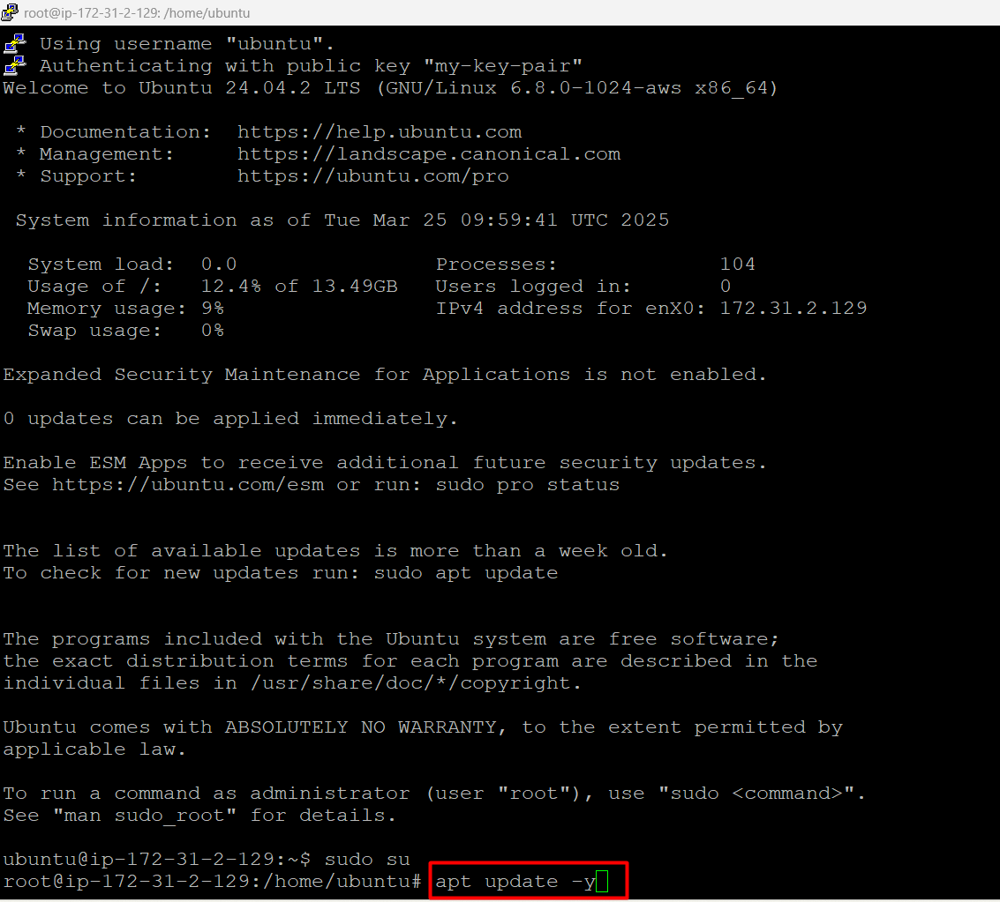 root@ip-172-31-2-129: /home/ubuntu
Using username "ubuntu".
Authenticating with public key "my-key-pair"
Welcome to Ubuntu 24.04.2 LTS (GNU/Linux 6.8.0-1024-aws x86_64)

 * Documentation:  https://help.ubuntu.com
 * Management:     https://landscape.canonical.com
 * Support:        https://ubuntu.com/pro

 System information as of Tue Mar 25 09:59:41 UTC 2025

  System load:  0.0                Processes:             104
  Usage of /:   12.4% of 13.49GB   Users logged in:       0
  Memory usage: 9%                 IPv4 address for enX0: 172.31.2.129
  Swap usage:   0%

Expanded Security Maintenance for Applications is not enabled.

0 updates can be applied immediately.

Enable ESM Apps to receive additional future security updates.
See https://ubuntu.com/esm or run: sudo pro status

The list of available updates is more than a week old.
To check for new updates run: sudo apt update

The programs included with the Ubuntu system are free software;
the exact distribution terms for each program are described in the
individual files in /usr/share/doc/*/copyright.

Ubuntu comes with ABSOLUTELY NO WARRANTY, to the extent permitted by
applicable law.

To run a command as administrator (user "root"), use "sudo <command>".
See "man sudo_root" for details.

ubuntu@ip-172-31-2-129:~$ sudo su
root@ip-172-31-2-129:/home/ubuntu# apt update -y